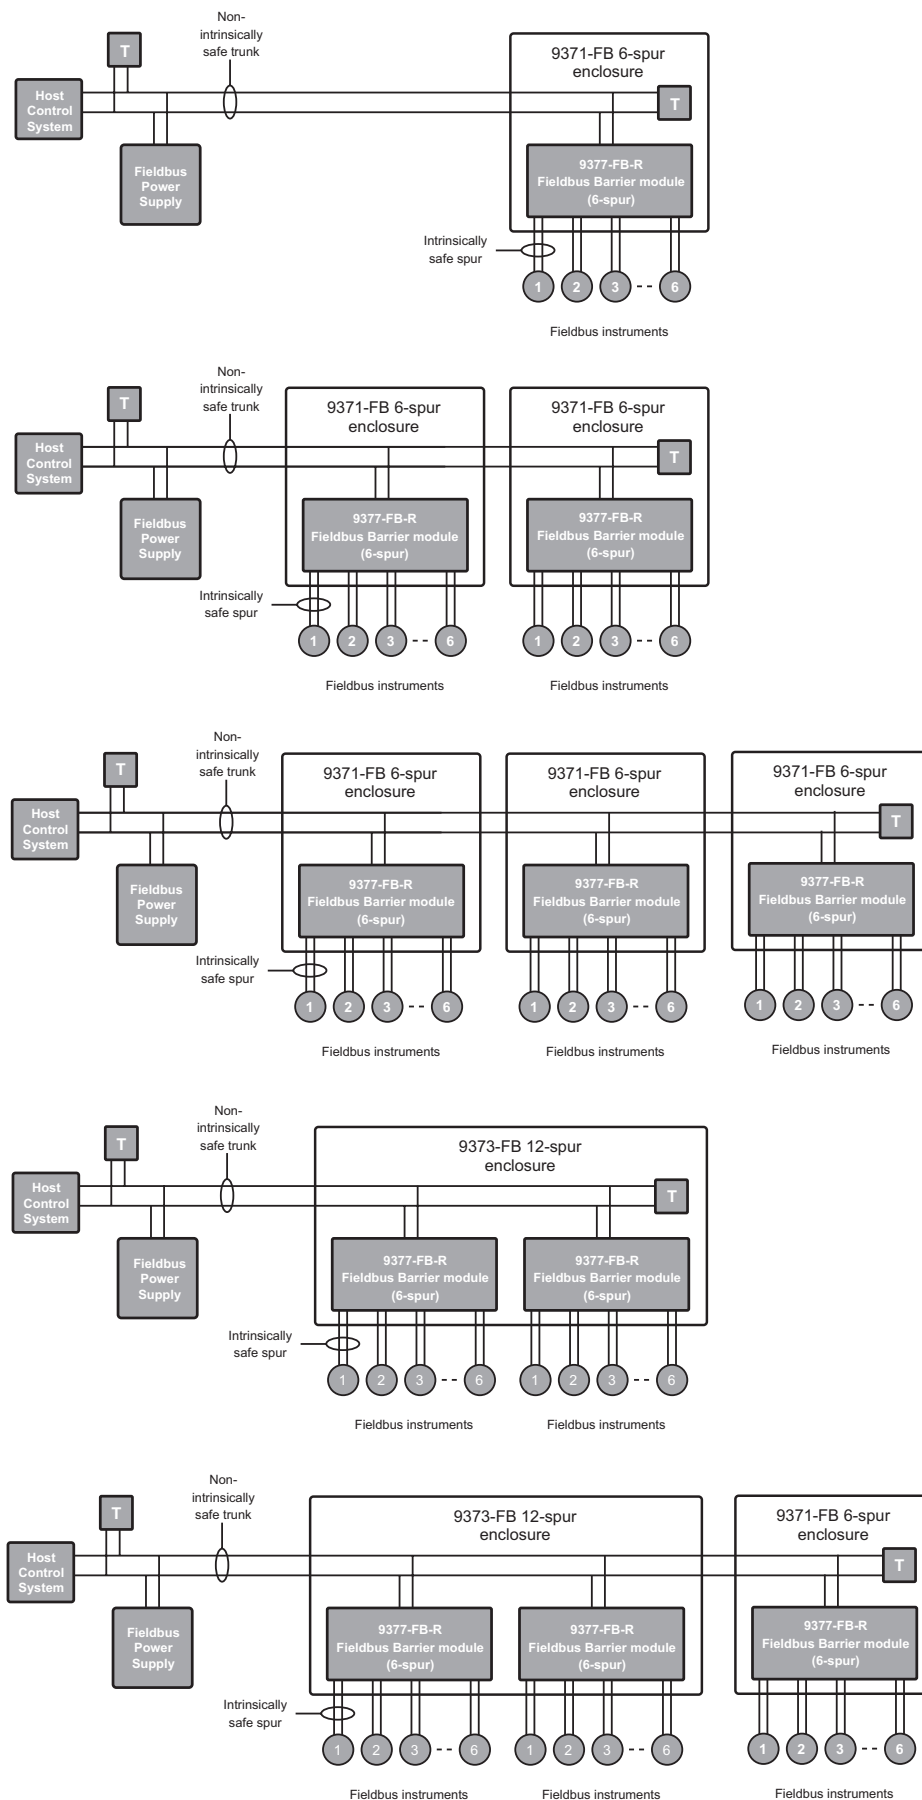 Non-
intrinsically
safe trunk
T
9371-FB 6-spur
enclosure
Host
Control
System
T
Fieldbus
Power
Supply
9377-FB-R
Fieldbus Barrier module
(6-spur)
Intrinsically
safe spur
1 2 3 -- 6
Fieldbus instruments
Non-
intrinsically
safe trunk
T
9371-FB 6-spur
enclosure
9371-FB 6-spur
enclosure
Host
Control
System
T
Fieldbus
Power
Supply
9377-FB-R
Fieldbus Barrier module
(6-spur)
9377-FB-R
Fieldbus Barrier module
(6-spur)
Intrinsically
safe spur
1 2 3 -- 6
1 2 3 -- 6
Fieldbus instruments
Fieldbus instruments
Non-
intrinsically
safe trunk
T
9371-FB 6-spur
enclosure
9371-FB 6-spur
enclosure
9371-FB 6-spur
enclosure
Host
Control
System
T
Fieldbus
Power
Supply
9377-FB-R
Fieldbus Barrier module
(6-spur)
9377-FB-R
Fieldbus Barrier module
(6-spur)
9377-FB-R
Fieldbus Barrier module
(6-spur)
Intrinsically
safe spur
1 2 3 -- 6
1 2 3 -- 6
1 2 3 -- 6
Fieldbus instruments
Fieldbus instruments
Fieldbus instruments
Non-
intrinsically
safe trunk
T
9373-FB 12-spur
enclosure
Host
Control
System
T
Fieldbus
Power
Supply
9377-FB-R
Fieldbus Barrier module
(6-spur)
9377-FB-R
Fieldbus Barrier module
(6-spur)
Intrinsically
safe spur
1 2 3 -- 6
1 2 3 -- 6
Fieldbus instruments
Fieldbus instruments
Non-
intrinsically
safe trunk
T
9373-FB 12-spur
enclosure
9371-FB 6-spur
enclosure
Host
Control
System
T
Fieldbus
Power
Supply
9377-FB-R
Fieldbus Barrier module
(6-spur)
9377-FB-R
Fieldbus Barrier module
(6-spur)
9377-FB-R
Fieldbus Barrier module
(6-spur)
Intrinsically
safe spur
1 2 3 -- 6
1 2 3 -- 6
1 2 3 -- 6
Fieldbus instruments
Fieldbus instruments
Fieldbus instruments